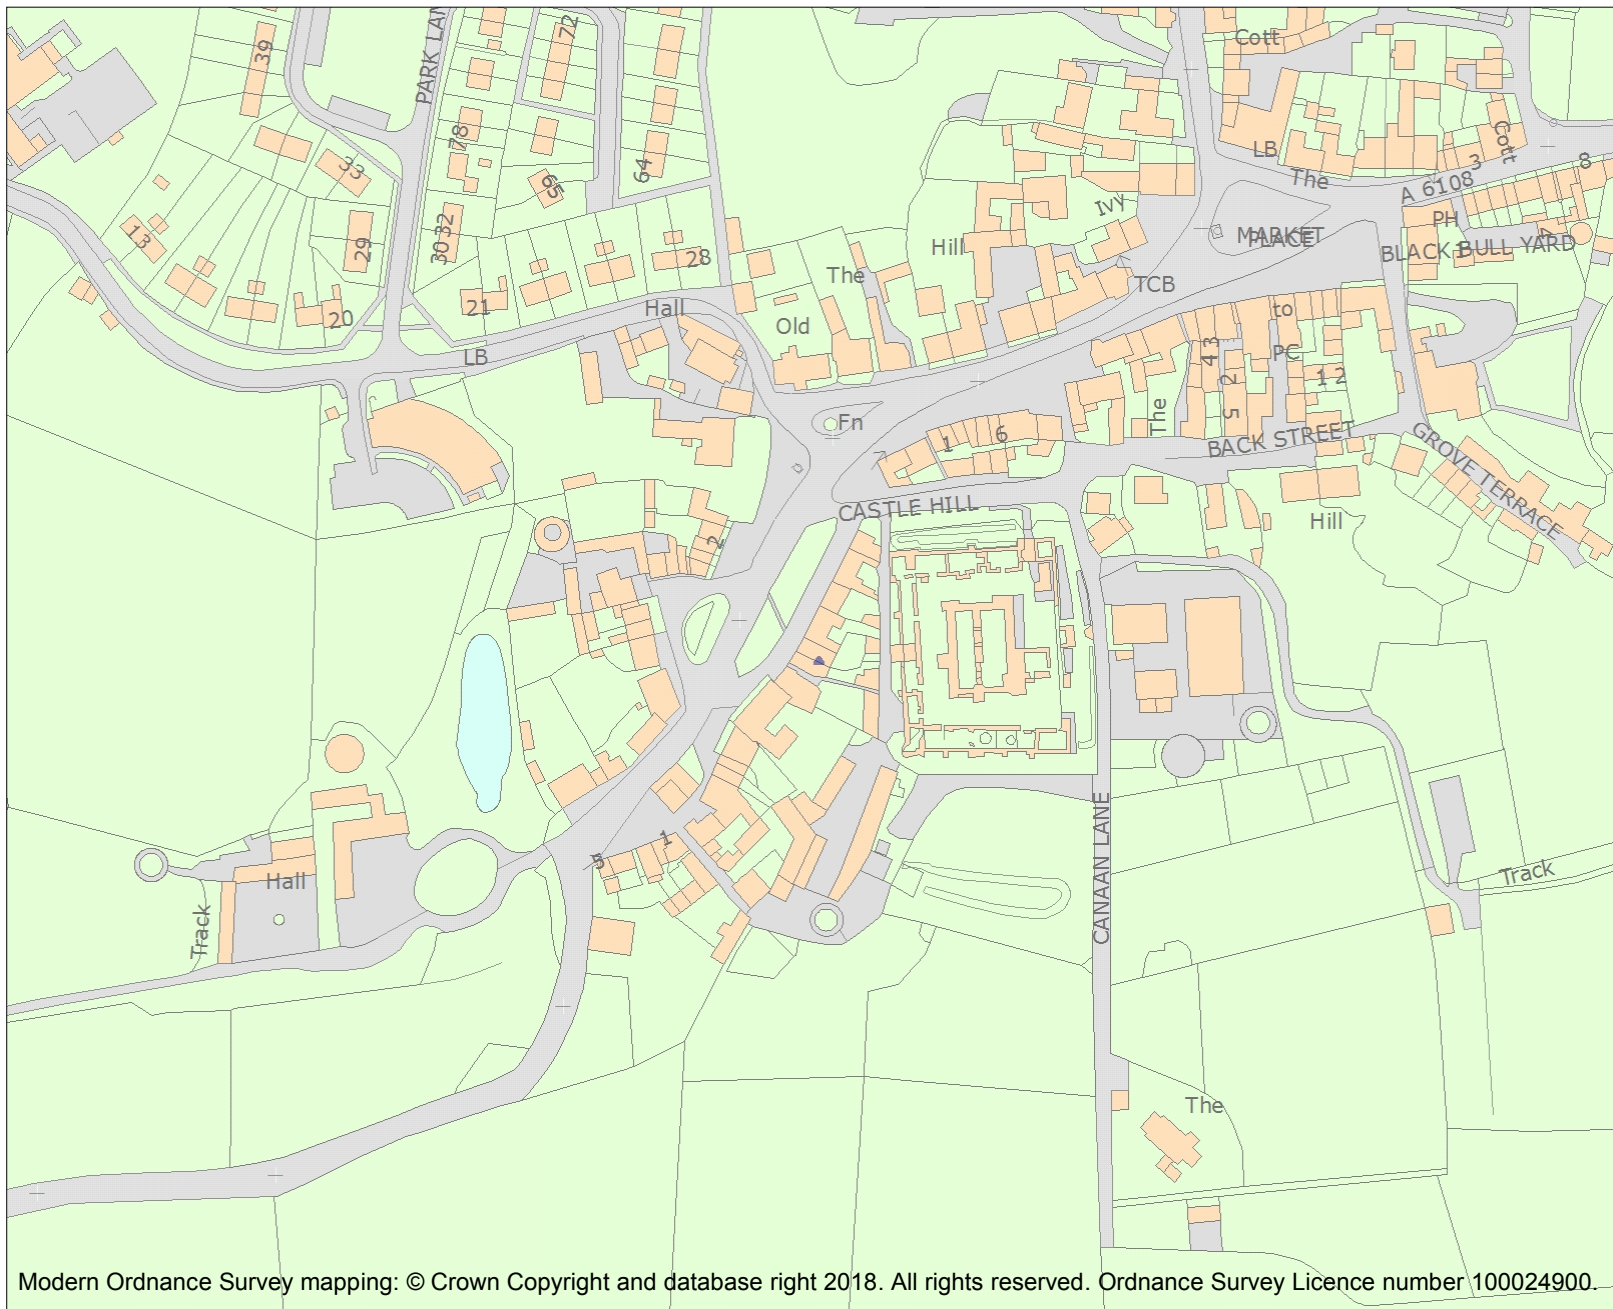 39
PARK LAN
72
Cott
78
33
65
64
LB
The
3
Cott
8
A 6108
13
29
30 32
28
Ivy
Hill
PH
MARKET
PLACE
BLACK BULL YARD
1
4
The
TCB
20
21
Hall
Old
to
LB
4 3
PC
2
1 2
5
The
Fn
1
6
BACK STREET
GROVE TERRACE
CASTLE HILL
Hill
2
1
5
Hall
Track
CANAAN LANE
Track
The
Modern Ordnance Survey mapping: © Crown Copyright and database right 2018. All rights reserved. Ordnance Survey Licence number 100024900.